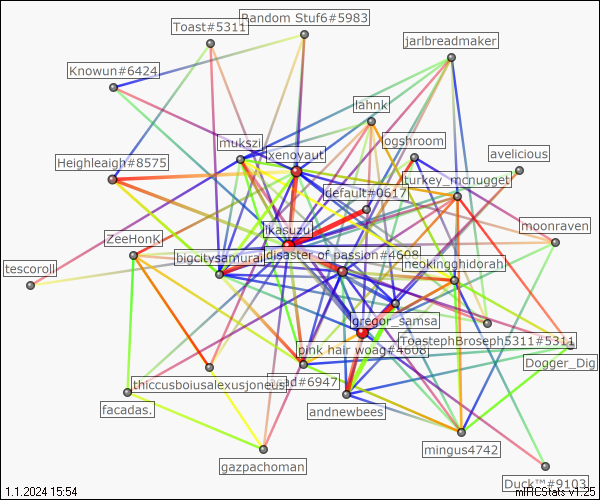 Random Stuf6#5983
Toast#5311
jarlbreadmaker
Knowun#6424
lahnk
ogshroom
mukszi
xenoyaut
avelicious
Heighleaigh#8575
turkey_mcnugget
default#0617
moonraven
lkasuzu
ZeeHonK
bigcitysamurai
disaster of passion#4608
neokingghidorah
tescoroll
gregor_samsa
ToastephBroseph5311#5311
pink hair woag#4608
Dogger_Dig
thiccusboiusalexusjoneus
#6947
facadas.
andnewbees
mingus4742
gazpachoman
Duck™#9103
1.1.2024 15:54
mIRCStats v1.25